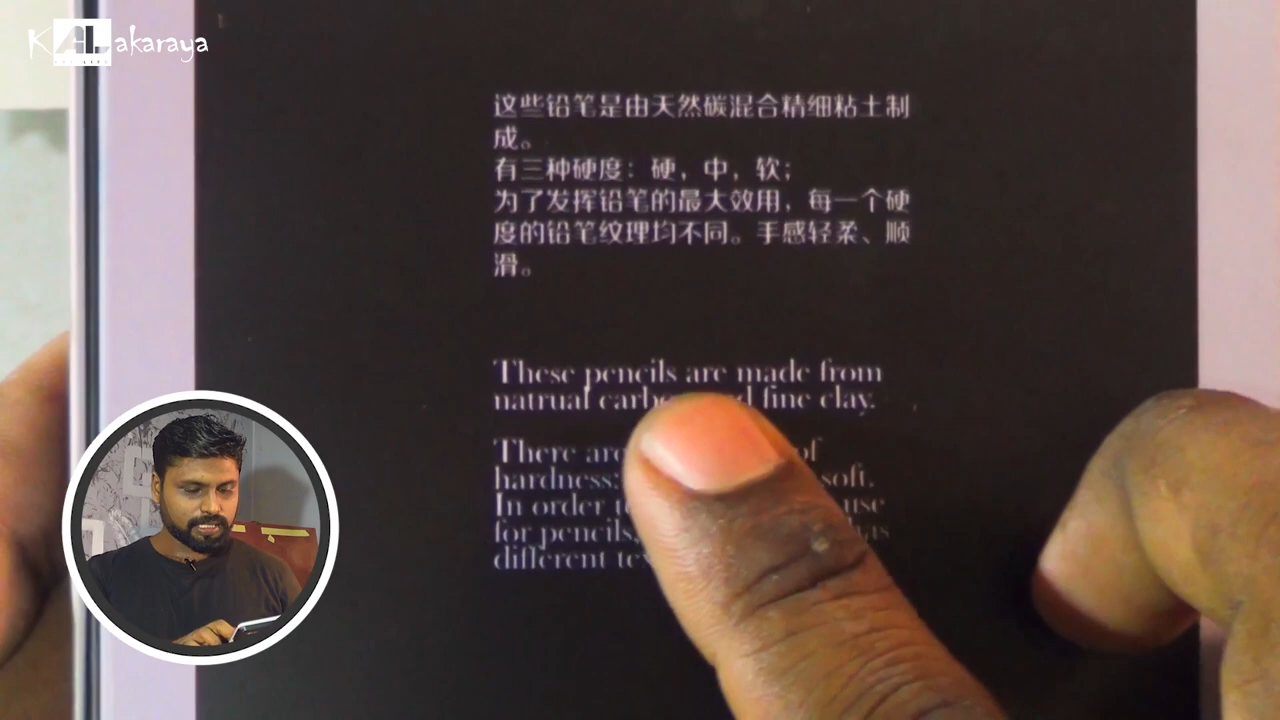 KALakaraya
这些铅笔是由天然碳混合精细粘土制
成。
有三种硬度：硬，中，软；
为了发挥铅笔的最大效用，每一个硬
度的铅笔纹理均不同。手感轻柔、顺
滑。
These pencils are made from
natrual fine clay.
There are of
hardness: soft.
In order use
for pencils,
different